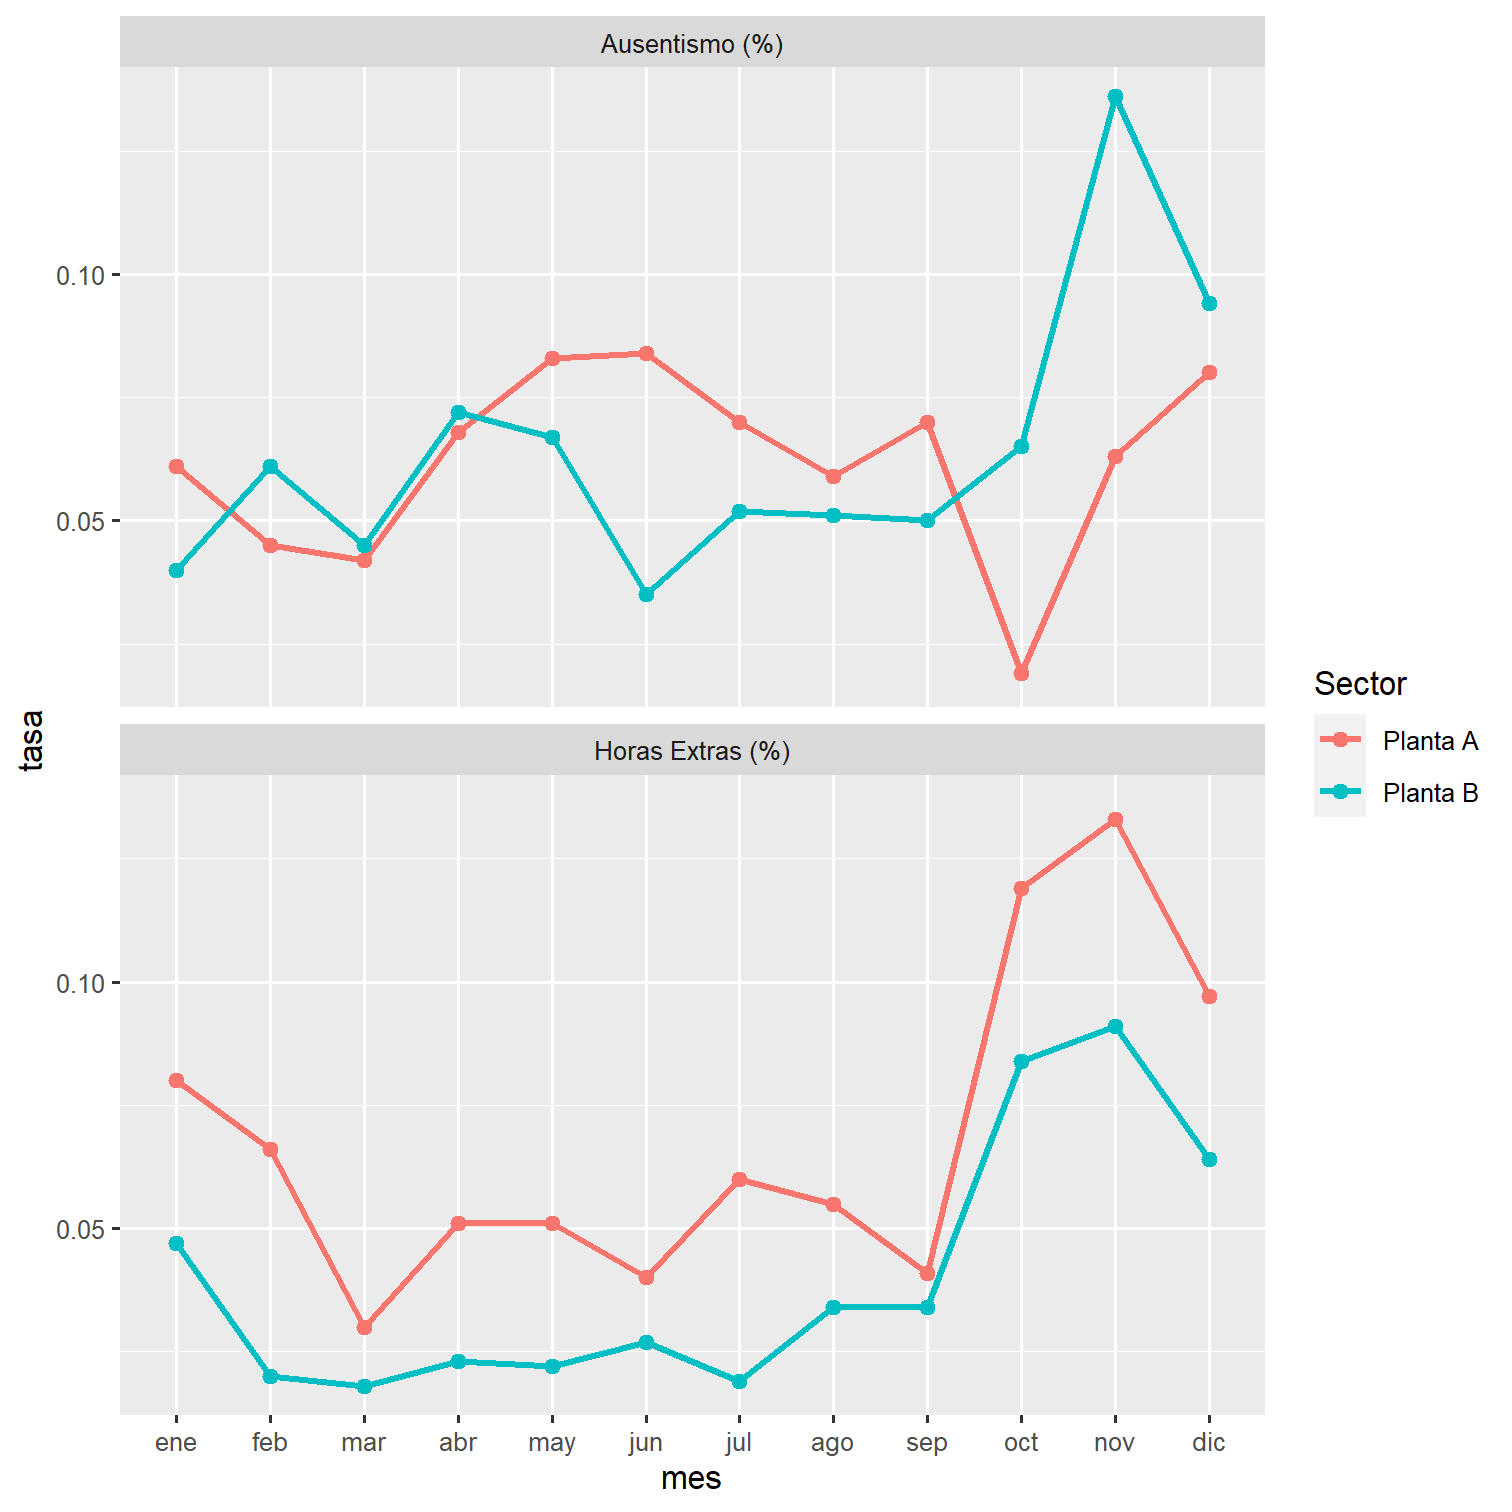 Ausentismo (%)
0.10
0.05
tasa
Horas Extras (%)
0.10
0.05
ene feb mar abr may jun jul ago sep oct nov dic
mes
Sector
Planta A
Planta B